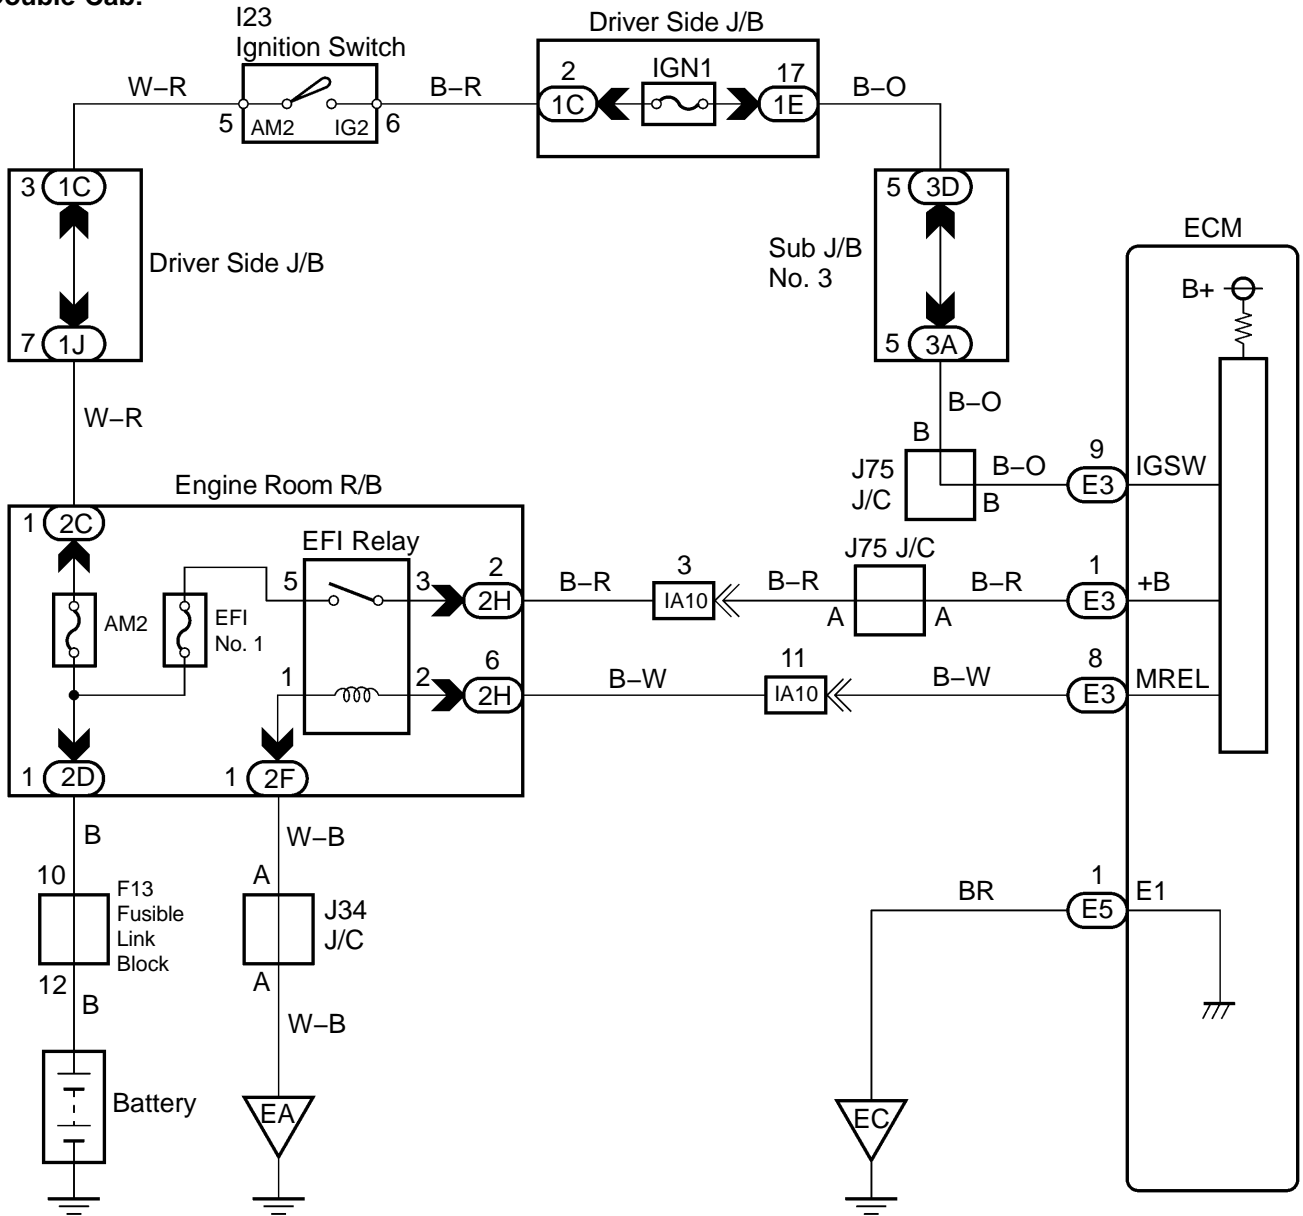 Double Cab:
I23
Ignition Switch
Driver Side J/B
W–R
B–R
2
IGN1
17
B–O
1C
1E
5
AM2
IG2
6
3
1C
5
3D
ECM
Driver Side J/B
Sub J/B
No. 3
B+
7
1J
5
3A
W–R
B–O
B
J75
J/C
B–O
9
IGSW
E3
B
Engine Room R/B
1
2C
EFI Relay
J75 J/C
5
3
2
B–R
3
B–R
B–R
1
+B
2H
IA10
E3
AM2
EFI
No. 1
A
A
1
2
6
B–W
11
B–W
8
MREL
2H
IA10
E3
1
2D
1
2F
B
W–B
10
F13
Fusible
Link
Block
A
J34
J/C
BR
1
E1
E5
12
A
B
W–B
Battery
EA
EC